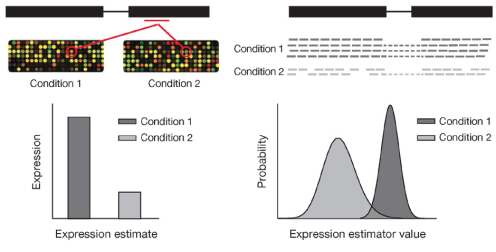 Condition 1
Condition 2
Condition 1
Condition 2
Expression
Condition 1
Condition 2
Expression estimate
Probability
Condition 1
Condition 2
Expression estimator value